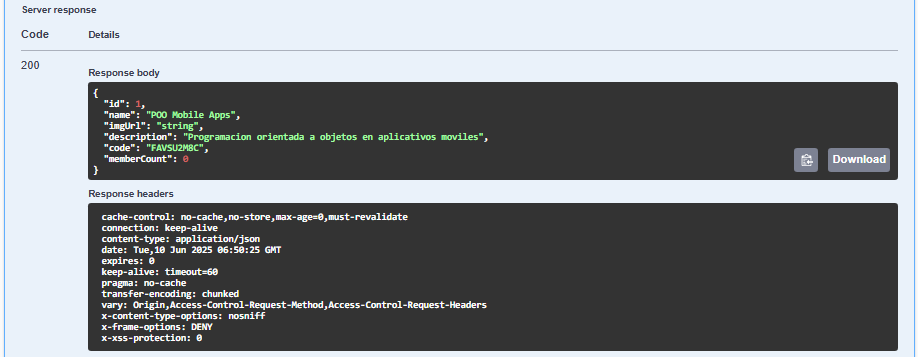 Server response
Code Details
200
Response body
{
"id": 1,
"name": "POO Mobile Apps",
"imgUrl": "string",
"description": "Programacion orientada a objetos en aplicativos moviles",
"code": "FAVSU2M8C",
"memberCount": 0
}
Download
Response headers
cache-control: no-cache,no-store,max-age=0,must-revalidate
connection: keep-alive
content-type: application/json
date: Tue,10 Jun 2025 06:50:25 GMT
expires: 0
keep-alive: timeout=60
pragma: no-cache
transfer-encoding: chunked
vary: Origin,Access-Control-Request-Method,Access-Control-Request-Headers
x-content-type-options: nosniff
x-frame-options: DENY
x-xss-protection: 0